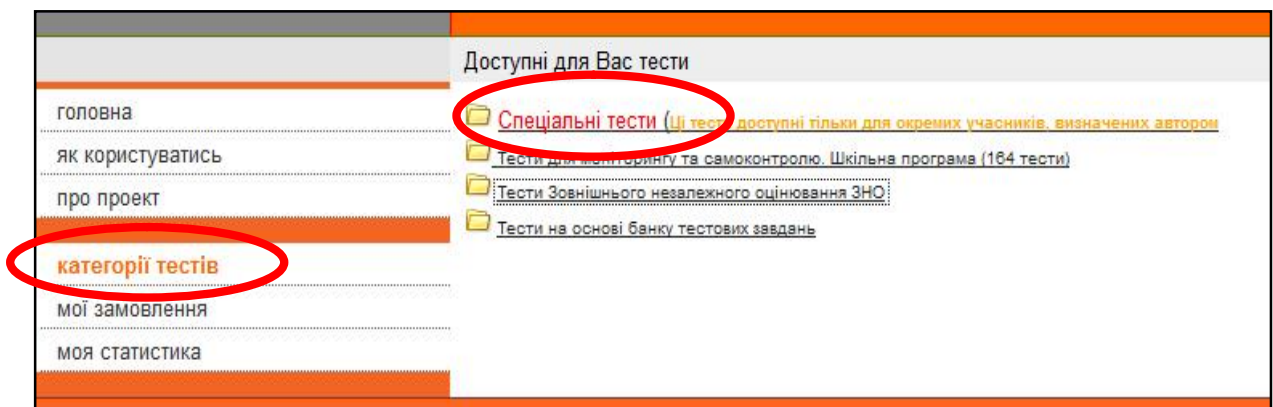 Доступні для Вас тести
головна
як користуватись
про проект
категорії тестів
мої замовлення
моя статистика
Спеціальні тести (Ці тести доступні тільки для окремих учасників, визначених автором
Тести для моніторингу та самоконтролю. Шкільна програма (164 тести)
Тести Зовнішнього незалежного оцінювання ЗНО
Тести на основі банку тестових завдань